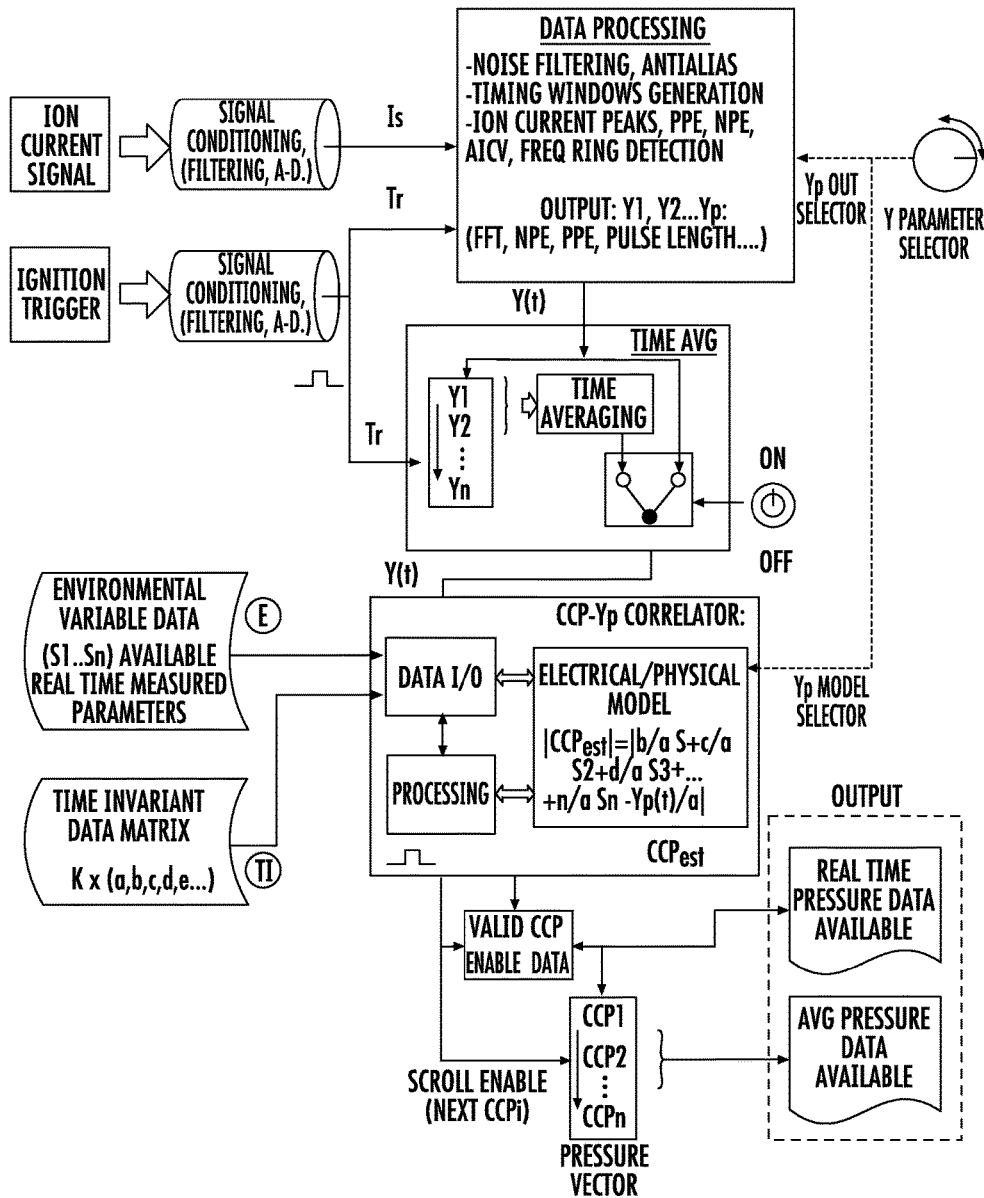 DATA PROCESSING
-NOISE FILTERING, ANTIALIAS
-TIMING WINDOWS GENERATION
-ION CURRENT PEAKS, PPE, NPE,
AICV, FREQ RING DETECTION
OUTPUT: Y1, Y2...Yp:
(FFT, NPE, PPE, PULSE LENGTH....)
ION
CURRENT
SIGNAL
SIGNAL
CONDITIONING,
(FILTERING, A-D.)
Is
Tr
Yp OUT
SELECTOR
Y PARAMETER
SELECTOR
IGNITION
TRIGGER
SIGNAL
CONDITIONING,
(FILTERING, A-D.)
Y(t)
TIME AVG
Y1
Y2
Yn
TIME
AVERAGING
Tr
ON
OFF
Y(t)
ENVIRONMENTAL
VARIABLE DATA
(S1..Sn) AVAILABLE
REAL TIME MEASURED
PARAMETERS
E
CCP-Yp CORRELATOR:
DATA I/O
ELECTRICAL/PHYSICAL
MODEL
|CCPest|=|b/a S+c/a
S2+d/a S3+...
+n/a Sn -Yp(t)/a|
PROCESSING
CCPest
Yp MODEL
SELECTOR
TIME INVARIANT
DATA MATRIX
K x (a,b,c,d,e...)
TI
OUTPUT
VALID CCP
ENABLE DATA
REAL TIME
PRESSURE DATA
AVAILABLE
CCP1
CCP2
CCPn
AVG PRESSURE
DATA
AVAILABLE
SCROLL ENABLE
(NEXT CCPi)
PRESSURE
VECTOR